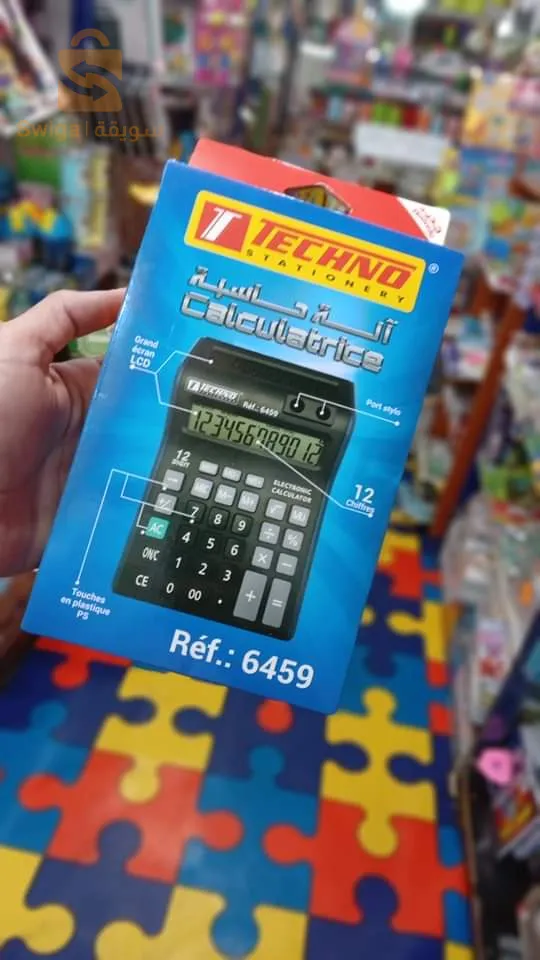 سويقة Swiqa
T TECHNO ®
STATIONERY
آلة حاسبة
Calculatrice
Grand
écran
LCD
T TECHNO
Réf.: 6459
Port stylo
123456789012
12
DIGIT
ELECTRONIC
CALCULATOR
12
Chiffres
MU
7 8 9 ÷ %
AC 4 5 6 × −
ON/C 1 2 3 + =
CE 0 00 .
Touches
en plastique
PS
Réf.: 6459